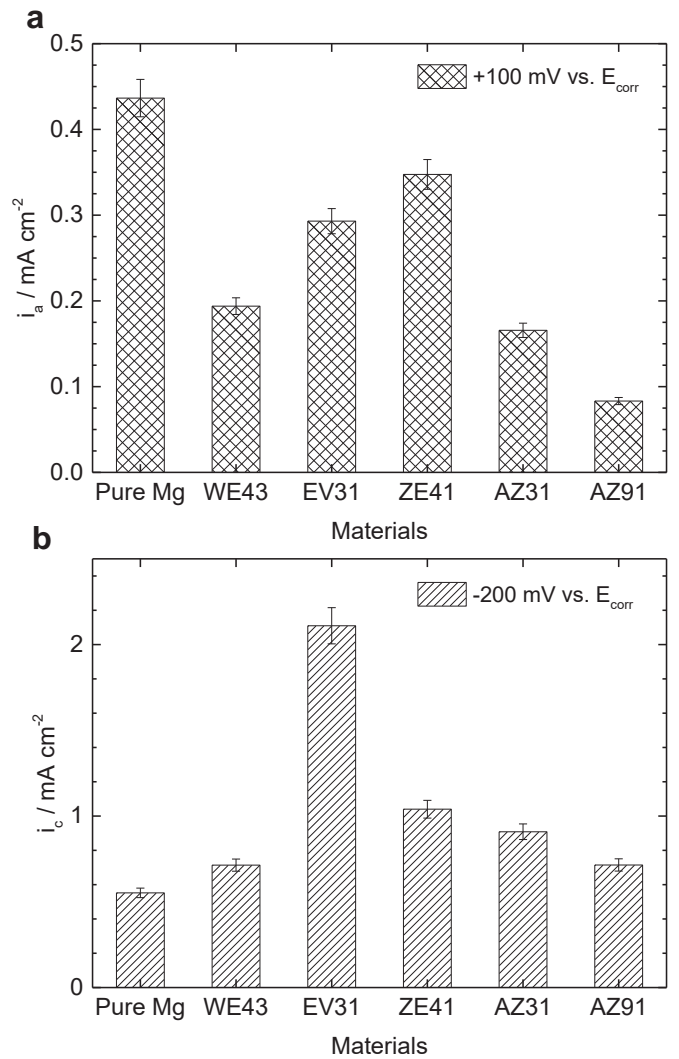 a
0.5
0.4
0.3
0.2
0.1
0.0
i_a / mA cm⁻²
+100 mV vs. E_corr
Pure Mg WE43 EV31 ZE41 AZ31 AZ91
Materials
b
2
1
0
i_c / mA cm⁻²
-200 mV vs. E_corr
Pure Mg WE43 EV31 ZE41 AZ31 AZ91
Materials